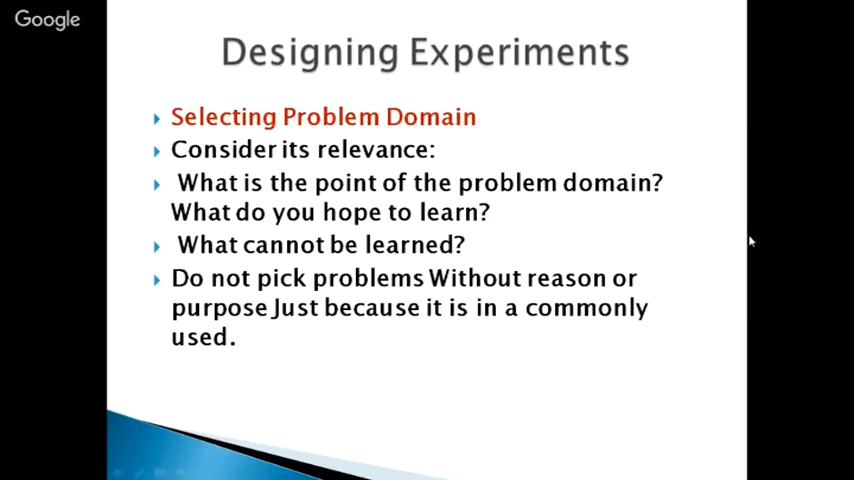 Google
Designing Experiments
Selecting Problem Domain
Consider its relevance:
What is the point of the problem domain?
What do you hope to learn?
What cannot be learned?
Do not pick problems Without reason or
purpose Just because it is in a commonly
used.